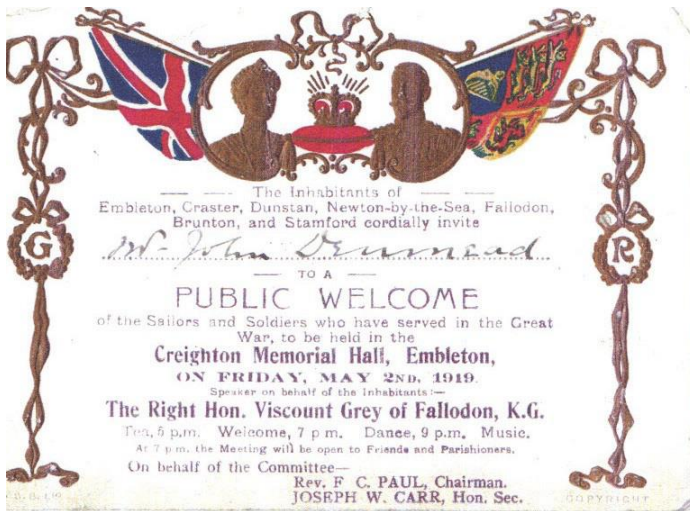 The Inhabitants of
Embleton, Craster, Dunstan, Newton-by-the-Sea, Fallodon,
Brunton, and Stamford cordially invite
Mr John Denmead
TO A
PUBLIC WELCOME
of the Sailors and Soldiers who have served in the Great
War, to be held in the
Creighton Memorial Hall, Embleton,
ON FRIDAY, MAY 2ND, 1919.
Speaker on behalf of the Inhabitants:—
The Right Hon. Viscount Grey of Fallodon, K.G.
Tea, 5 p.m. Welcome, 7 p m. Dance, 9 p.m. Music.
At 7 p.m. the Meeting will be open to Friends and Parishioners.
On behalf of the Committee—
Rev. F C. PAUL, Chairman.
JOSEPH W. CARR, Hon. Sec.
G
R
COPYRIGHT